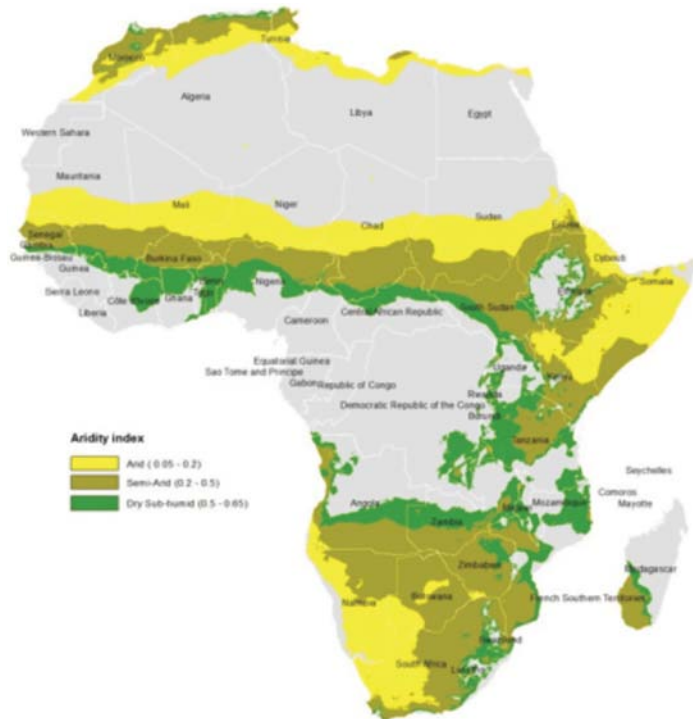 Tunisia
Morocco
Algeria
Libya
Egypt
Western Sahara
Mauritania
Mali
Niger
Chad
Sudan
Eritrea
Senegal
Gambia
Guinea-Bissau
Guinea
Burkina Faso
Djibouti
Somalia
Benin
Togo
Nigeria
Ethiopia
Sierra Leone
Côte d'Ivoire
Ghana
Liberia
Central African Republic
South Sudan
Cameroon
Equatorial Guinea
Sao Tome and Principe
Gabon
Republic of Congo
Uganda
Kenya
Rwanda
Democratic Republic of the Congo
Burundi
Tanzania
Aridity index
Arid ( 0.05 - 0.2)
Semi-Arid (0.2 - 0.5)
Dry Sub-humid (0.5 - 0.65)
Seychelles
Comoros
Mayotte
Angola
Malawi
Mozambique
Zambia
Madagascar
Zimbabwe
Namibia
Botswana
French Southern Territories
Swaziland
South Africa
Lesotho